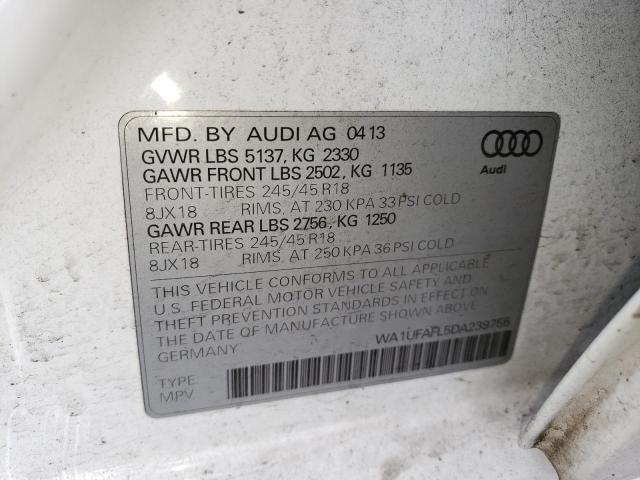 MFD. BY AUDI AG 04 13
GVWR LBS 5137, KG 2330
GAWR FRONT LBS 2502, KG 1135
FRONT-TIRES 245/45 R18
8JX18 RIMS, AT 230 KPA 33 PSI COLD
GAWR REAR LBS 2756, KG 1250
REAR-TIRES 245/45 R18
8JX18 RIMS, AT 250 KPA 36 PSI COLD
Audi
THIS VEHICLE CONFORMS TO ALL APPLICABLE
U.S. FEDERAL MOTOR VEHICLE SAFETY AND
THEFT PREVENTION STANDARDS IN EFFECT ON
THE DATE OF MANUFACTURE SHOWN ABOVE
GERMANY
WA1UFAFL5DA239755
TYPE
MPV